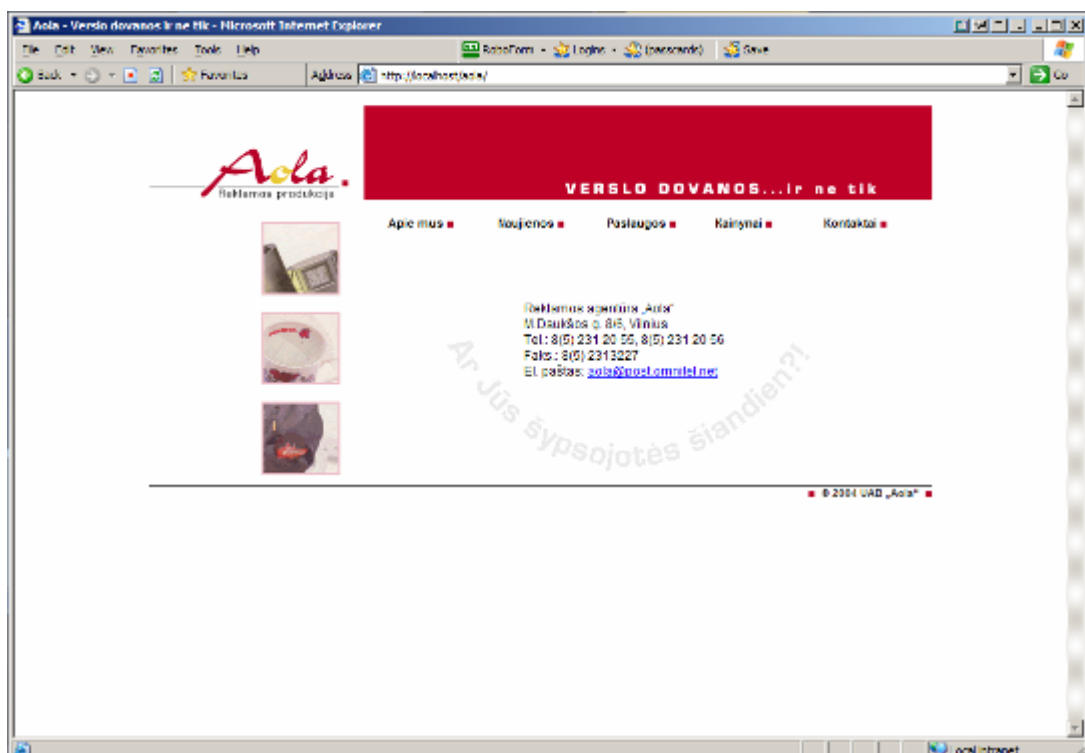 Aola - Verslo dovanos ir ne tik - Microsoft Internet Explorer
File Edit View Favorites Tools Help
RoboForm Logins (passcards) Save
Back Favorites Address http://localhost/aola/ Go
Aola.
Reklamos produkcija
VERSLO DOVANOS...ir ne tik
Apie mus Naujienos Paslaugos Kainynai Kontaktai
Reklamos agentūra „Aola“
M.Daukšos g. 8/6, Vilnius
Tel.: 8(5) 231 20 55, 8(5) 231 20 56
Faks.: 8(5) 2313227
El. paštas: aola@post.omnitel.net
Ar Jūs šypsojotės šiandien?!
© 2004 UAB „Aola“
Local intranet